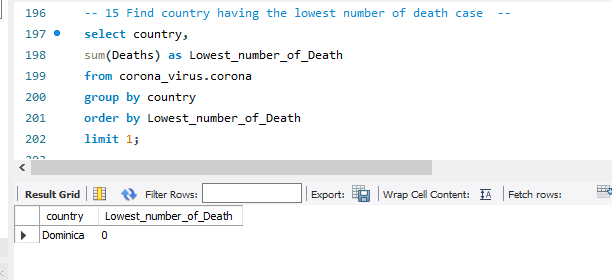 196 -- 15 Find country having the lowest number of death case --
197 select country,
198 sum(Deaths) as Lowest_number_of_Death
199 from corona_virus.corona
200 group by country
201 order by Lowest_number_of_Death
202 limit 1;
Result Grid Filter Rows: Export: Wrap Cell Content: Fetch rows:
country Lowest_number_of_Death
Dominica 0